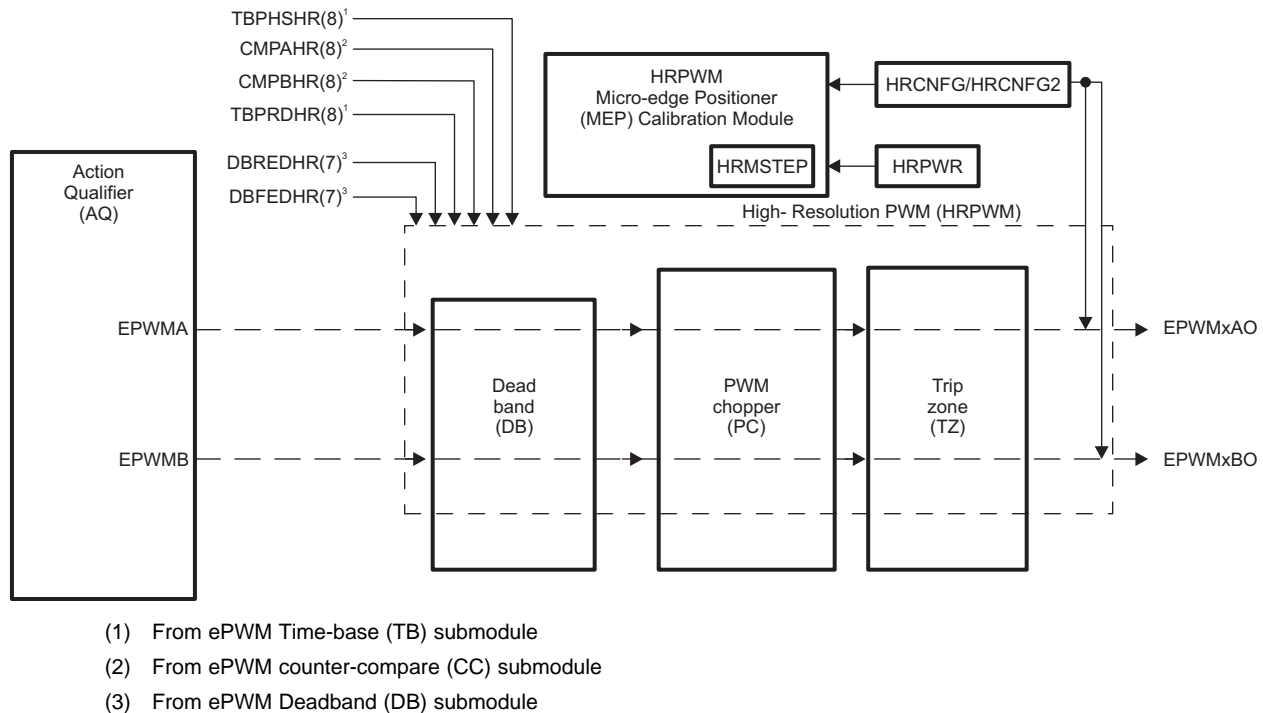 TBPHSHR(8)¹
CMPAHR(8)²
CMPBHR(8)²
TBPRDHR(8)¹
DBREDHR(7)³
DBFEDHR(7)³
HRPWM
Micro-edge Positioner
(MEP) Calibration Module
HRMSTEP
HRCNFG/HRCNFG2
HRPWR
High- Resolution PWM (HRPWM)
Action
Qualifier
(AQ)
EPWMA
EPWMB
Dead
band
(DB)
PWM
chopper
(PC)
Trip
zone
(TZ)
EPWMxAO
EPWMxBO
(1) From ePWM Time-base (TB) submodule
(2) From ePWM counter-compare (CC) submodule
(3) From ePWM Deadband (DB) submodule